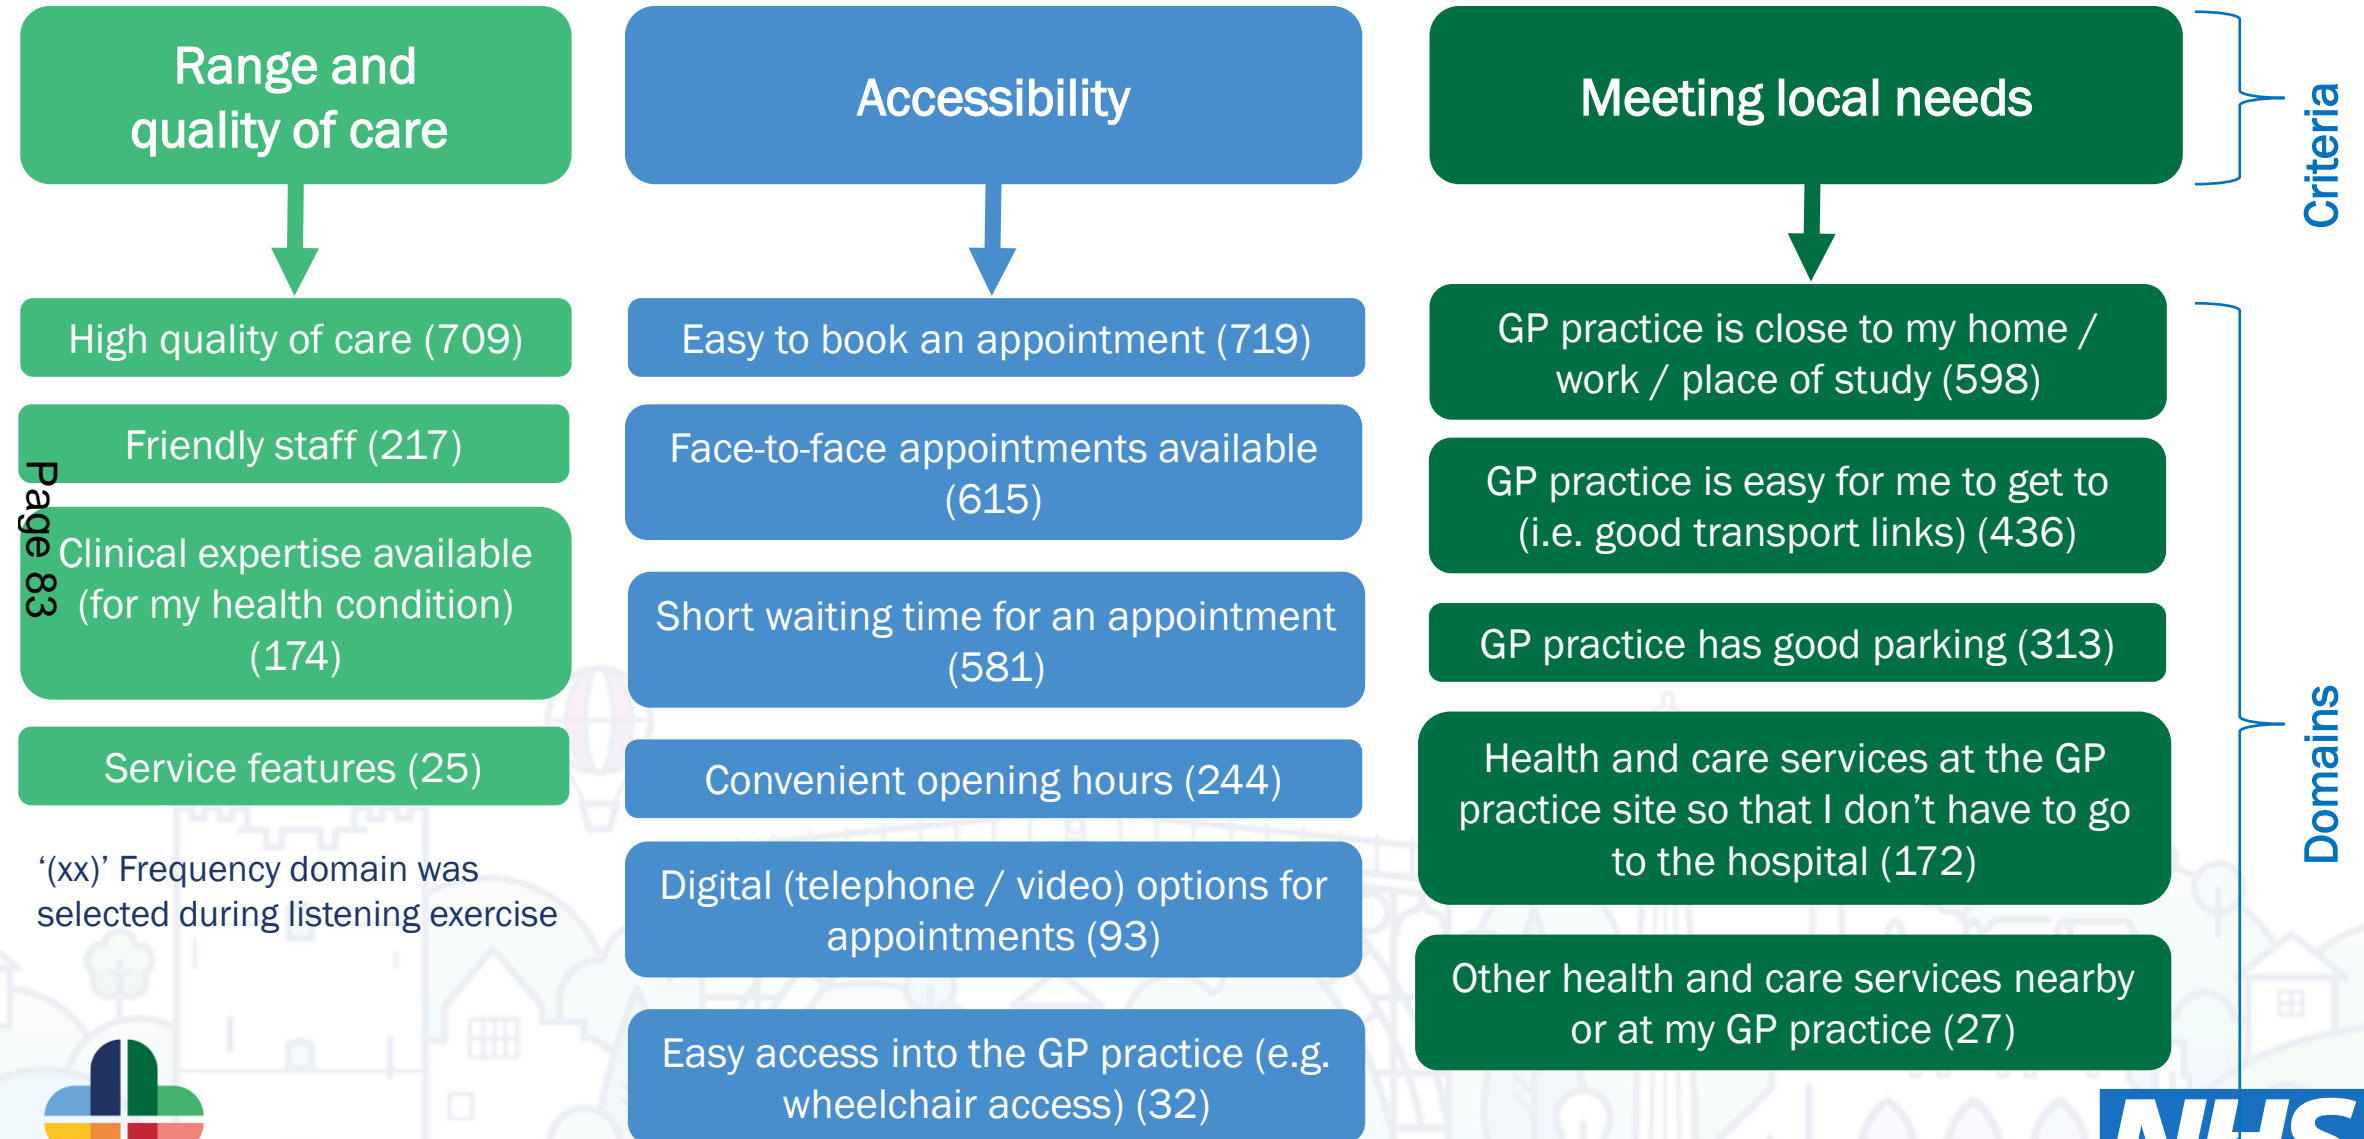 Range and
quality of care
High quality of care (709)
Friendly staff (217)
Clinical expertise available
(for my health condition)
(174)
Service features (25)
'(xx)' Frequency domain was
selected during listening exercise
Page 83
Accessibility
Easy to book an appointment (719)
Face-to-face appointments available
(615)
Short waiting time for an appointment
(581)
Convenient opening hours (244)
Digital (telephone / video) options for
appointments (93)
Easy access into the GP practice (e.g.
wheelchair access) (32)
Meeting local needs
GP practice is close to my home /
work / place of study (598)
GP practice is easy for me to get to
(i.e. good transport links) (436)
GP practice has good parking (313)
Health and care services at the GP
practice site so that I don't have to go
to the hospital (172)
Other health and care services nearby
or at my GP practice (27)
Criteria
Domains
NHS